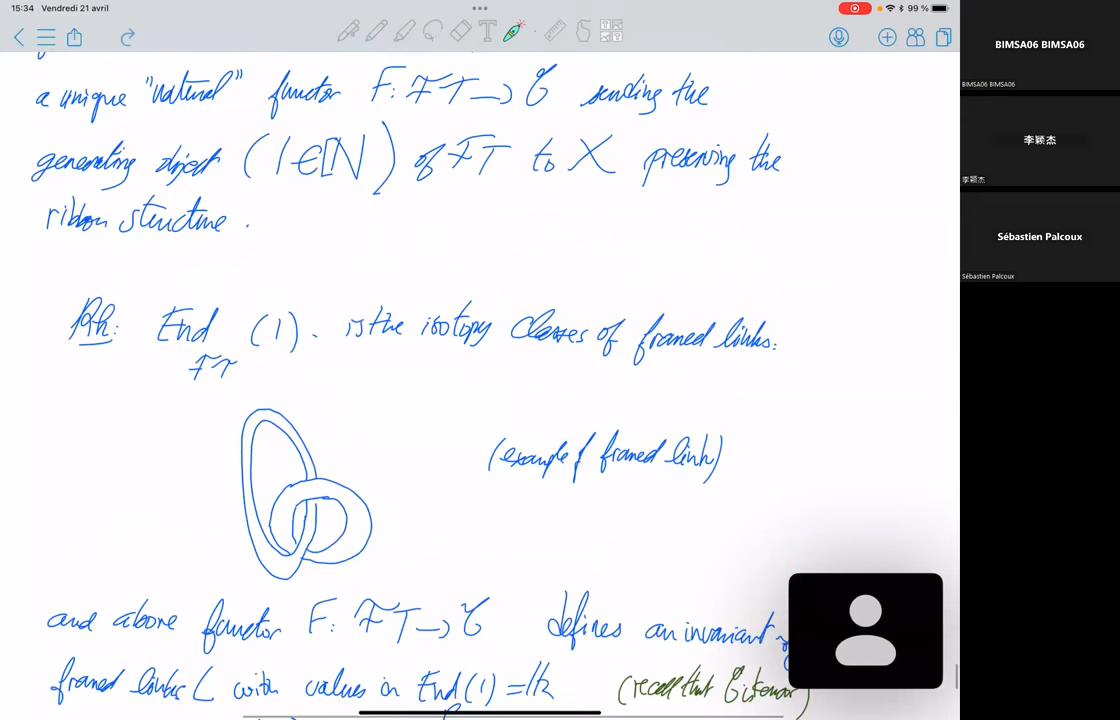 15:34 Vendredi 21 avril
99 %
a unique "natural" functor F: FT → C sending the
generating object (1 ∈ ℕ) of FT to X preserving the
ribbon structure.
Rk: End_FT (1). is the isotopy classes of framed links:
(example of framed link)
and above functor F: FT → C defines an invariant
framed links L with values in End(1) = k (recall that C is tensor)
BIMSA06 BIMSA06
BIMSA06 BIMSA06
李颖杰
李颖杰
Sébastien Palcoux
Sébastien Palcoux